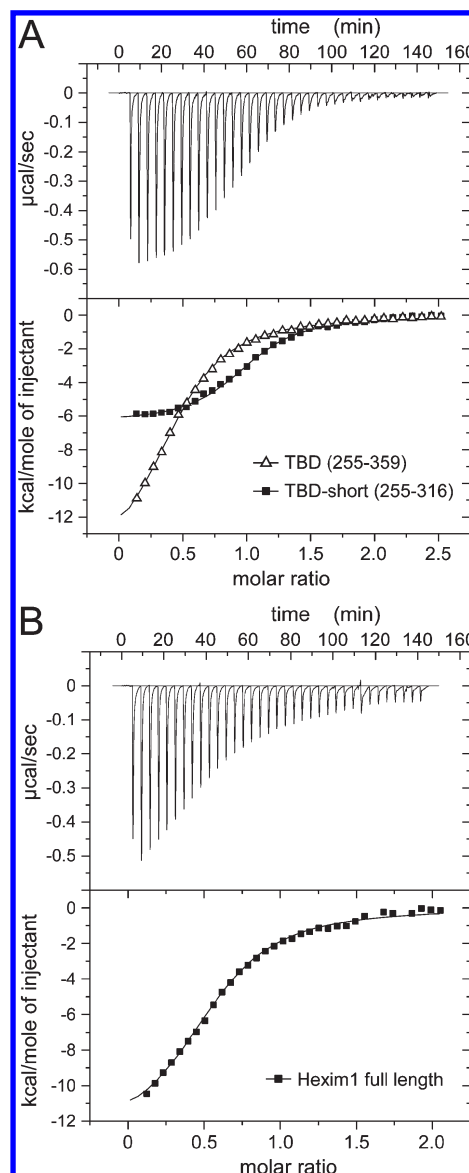 A
time (min)
0 20 40 60 80 100 120 140 160
0
-0.1
-0.2
-0.3
-0.4
-0.5
-0.6
µcal/sec
0
-2
-4
-6
-8
-10
-12
kcal/mole of injectant
TBD (255-359)
TBD-short (255-316)
0.0 0.5 1.0 1.5 2.0 2.5
molar ratio
B
time (min)
0 20 40 60 80 100 120 140 160
0
-0.1
-0.2
-0.3
-0.4
-0.5
µcal/sec
0
-2
-4
-6
-8
-10
-12
kcal/mole of injectant
Hexim1 full length
0 0.5 1.0 1.5 2.0
molar ratio